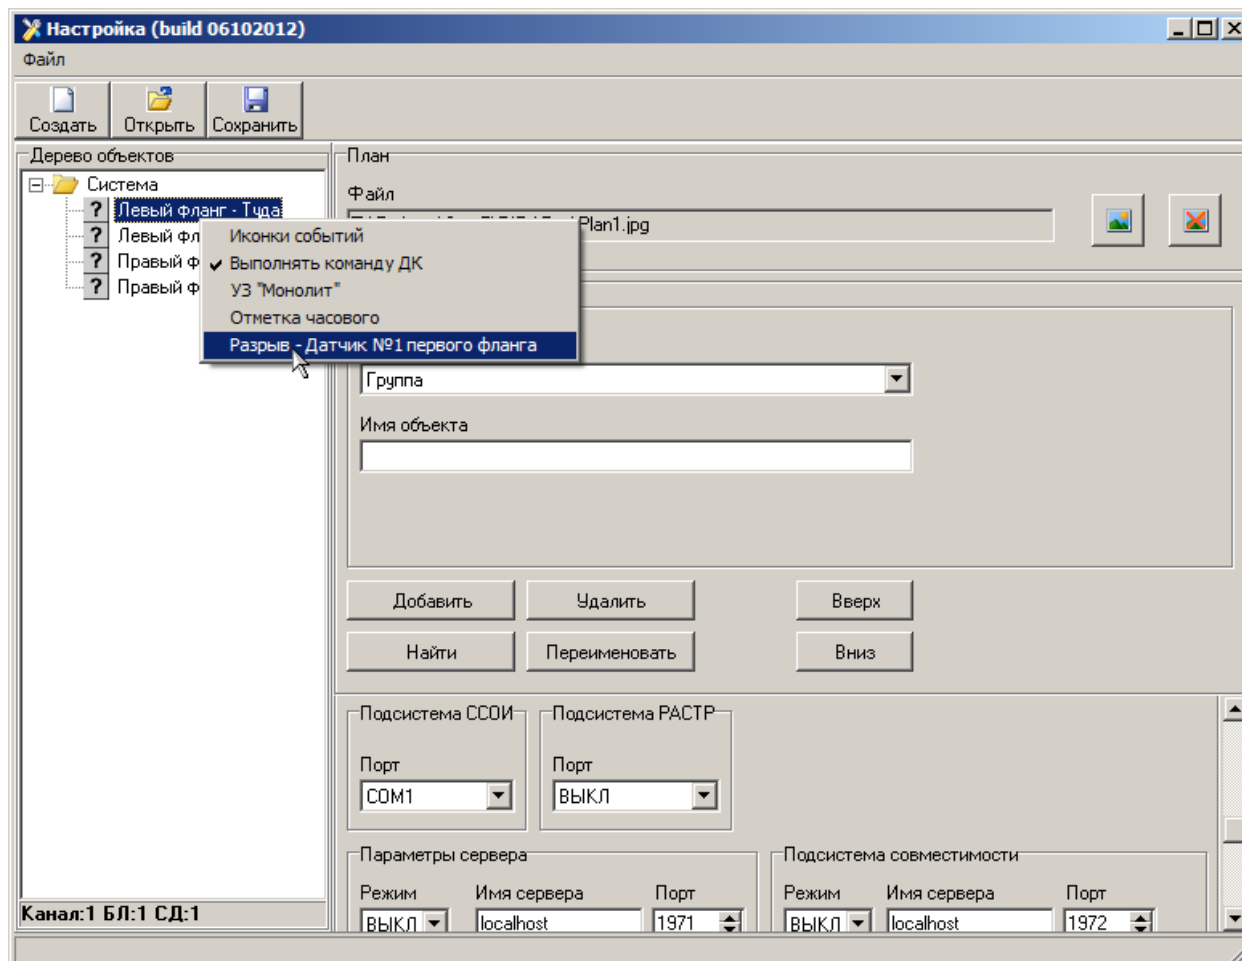 Настройка (build 06102012)
Файл
Создать Открыть Сохранить
Дерево объектов
Система
Левый фланг - Туда
Левый фл
Правый ф
Правый ф
Иконки событий
Выполнять команду ДК
УЗ "Монолит"
Отметка часового
Разрыв - Датчик №1 первого фланга
Канал:1 БЛ:1 СД:1
План
Файл
Plan1.jpg
Группа
Имя объекта
Добавить Удалить Вверх
Найти Переименовать Вниз
Подсистема ССОИ Подсистема РАСТР
Порт Порт
COM1 ВЫКЛ
Параметры сервера Подсистема совместимости
Режим Имя сервера Порт Режим Имя сервера Порт
ВЫКЛ localhost 1971 ВЫКЛ localhost 1972